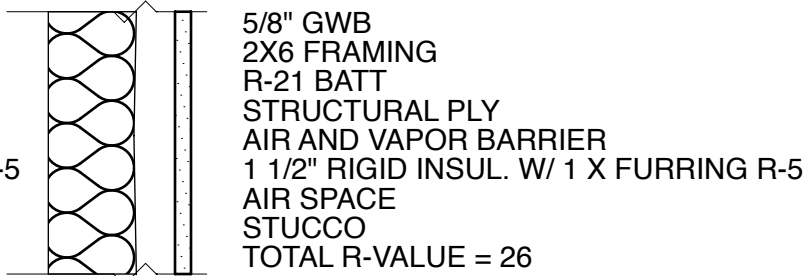 5/8" GWB
2X6 FRAMING
R-21 BATT
STRUCTURAL PLY
AIR AND VAPOR BARRIER
-5
1 1/2" RIGID INSUL. W/ 1 X FURRING R-5
AIR SPACE
STUCCO
TOTAL R-VALUE = 26